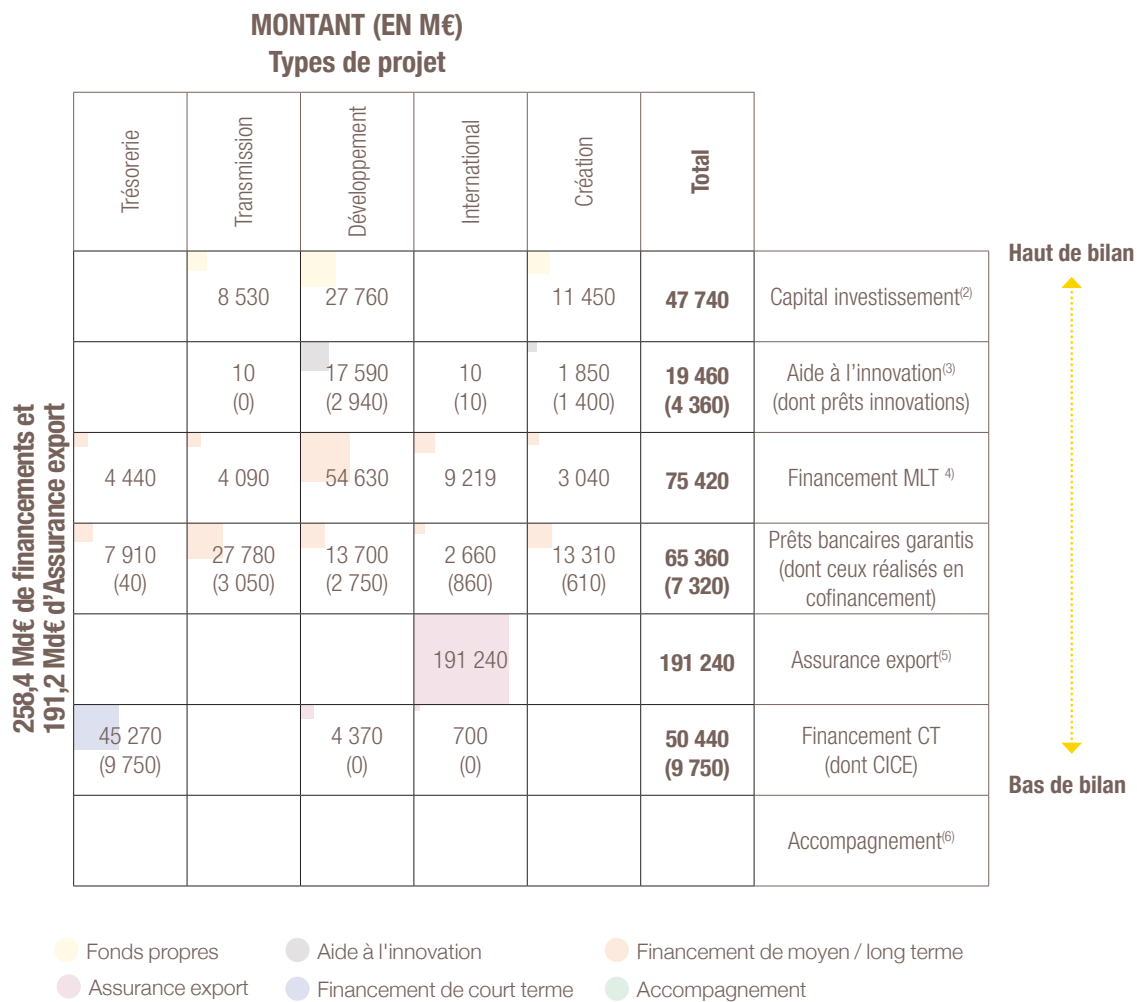 MONTANT (EN M€)
Types de projet
Trésorerie
Transmission
Développement
International
Création
Total
258,4 Md€ de financements et
191,2 Md€ d’Assurance export
Haut de bilan
8 530
27 760
11 450
47 740
Capital investissement(2)
10
(0)
17 590
(2 940)
10
(10)
1 850
(1 400)
19 460
(4 360)
Aide à l’innovation(3)
(dont prêts innovations)
4 440
4 090
54 630
9 219
3 040
75 420
Financement MLT 4)
7 910
(40)
27 780
(3 050)
13 700
(2 750)
2 660
(860)
13 310
(610)
65 360
(7 320)
Prêts bancaires garantis
(dont ceux réalisés en
cofinancement)
191 240
191 240
Assurance export(5)
45 270
(9 750)
4 370
(0)
700
(0)
50 440
(9 750)
Financement CT
(dont CICE)
Bas de bilan
Accompagnement(6)
Fonds propres
Aide à l'innovation
Financement de moyen / long terme
Assurance export
Financement de court terme
Accompagnement